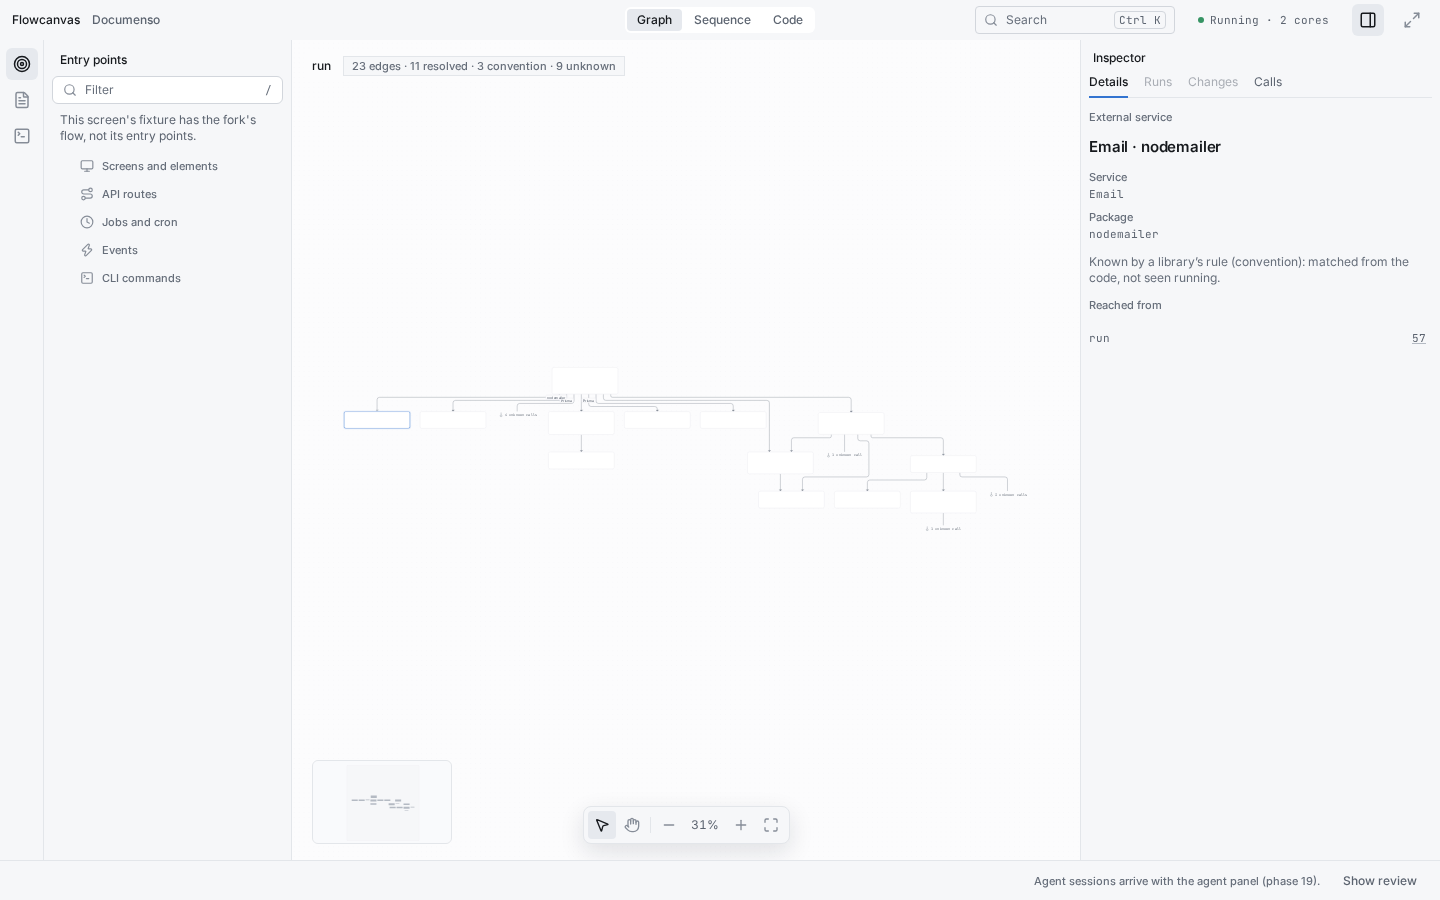 Flowcanvas Documenso
Graph Sequence Code
Search Ctrl K
Running · 2 cores
Entry points
Filter /
This screen's fixture has the fork's
flow, not its entry points.
Screens and elements
API routes
Jobs and cron
Events
CLI commands
run 23 edges · 11 resolved · 3 convention · 9 unknown
31%
Inspector
Details Runs Changes Calls
External service
Email · nodemailer
Service
Email
Package
nodemailer
Known by a library’s rule (convention): matched from the
code, not seen running.
Reached from
run 57
Agent sessions arrive with the agent panel (phase 19). Show review